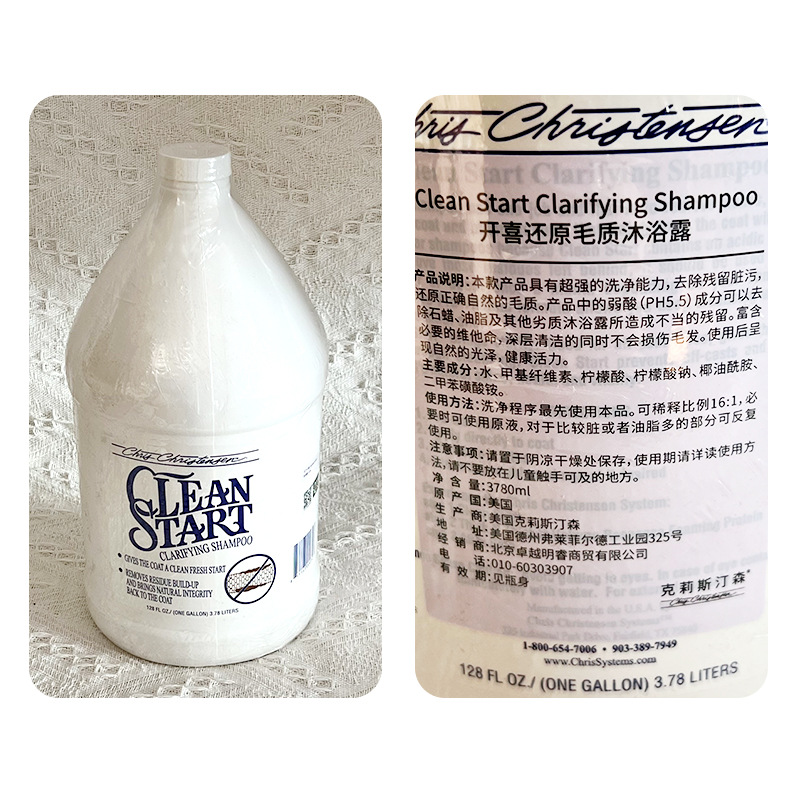 Chris Christensen
CLEAN
START
CLARIFYING SHAMPOO
• GIVES THE COAT A CLEAN FRESH START
• REMOVES RESIDUE BUILD-UP
AND BRINGS NATURAL INTEGRITY
BACK TO THE COAT
128 FL OZ./ (ONE GALLON) 3.78 LITERS
Chris Christensen
Clean Start Clarifying Shampoo
开喜还原毛质沐浴露
产品说明:本款产品具有超强的洗净能力,去除残留脏污,
还原正确自然的毛质。产品中的弱酸(PH5.5)成分可以去
除石蜡、油脂及其他劣质沐浴露所造成不当的残留。富含
必要的维他命,深层清洁的同时不会损伤毛发。使用后呈
现自然的光泽,健康活力。
主要成分:水、甲基纤维素、柠檬酸、柠檬酸钠、椰油酰胺、
二甲苯磺酸铵。
使用方法:洗净程序最先使用本品。可稀释比例16:1,必
要时可使用原液,对于比较脏或者油脂多的部分可反复
使用。
注意事项:请置于阴凉干燥处保存,使用期请详读使用方
法,请不要放在儿童触手可及的地方。
净 含 量:3780ml
原 产 国:美国
生 产 商:美国克莉斯汀森
地 址:美国德州弗莱菲尔德工业园325号
经 销 商:北京卓越明睿商贸有限公司
电 话:010-60303907
有 效 期:见瓶身
克莉斯汀森
Chris Christensen
1-800-654-7006 • 903-389-7949
www.ChrisSystems.com
128 FL OZ./ (ONE GALLON) 3.78 LITERS